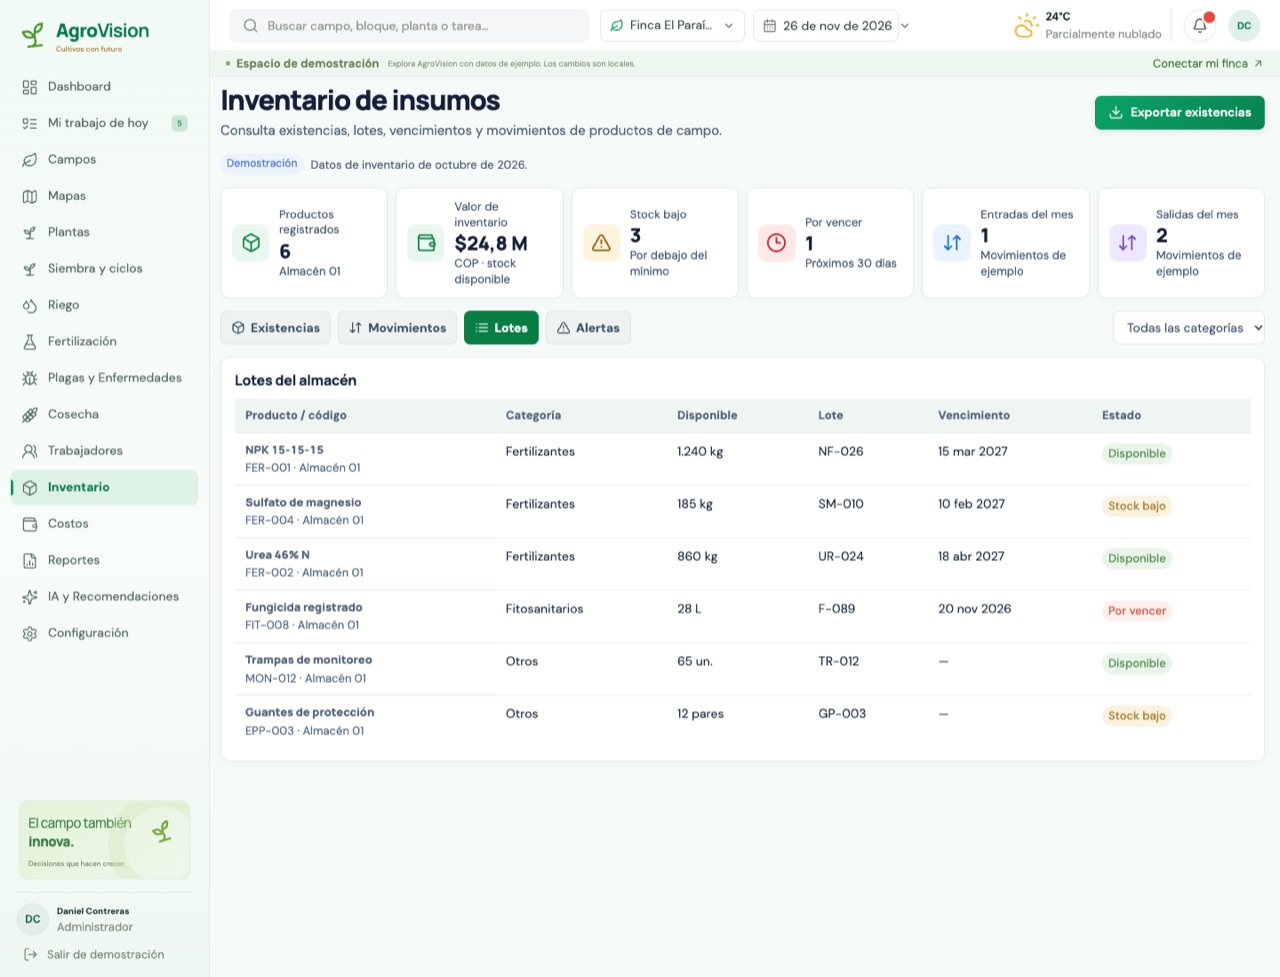 AgroVision
Cultivos con futuro
Dashboard
Mi trabajo de hoy 5
Campos
Mapas
Plantas
Siembra y ciclos
Riego
Fertilización
Plagas y Enfermedades
Cosecha
Trabajadores
Inventario
Costos
Reportes
IA y Recomendaciones
Configuración
El campo también
innova.
Decisiones que hacen crecer.
DC
Daniel Contreras
Administrador
Salir de demostración
Buscar campo, bloque, planta o tarea...
Finca El Paraí...
26 de nov de 2026
24°C
Parcialmente nublado
DC
Espacio de demostración Explora AgroVision con datos de ejemplo. Los cambios son locales.
Conectar mi finca
Inventario de insumos
Consulta existencias, lotes, vencimientos y movimientos de productos de campo.
Exportar existencias
Demostración Datos de inventario de octubre de 2026.
Productos
registrados
6
Almacén 01
Valor de
inventario
$24,8 M
COP · stock
disponible
Stock bajo
3
Por debajo del
mínimo
Por vencer
1
Próximos 30 días
Entradas del mes
1
Movimientos de
ejemplo
Salidas del mes
2
Movimientos de
ejemplo
Existencias Movimientos Lotes Alertas
Todas las categorías
Lotes del almacén
Producto / código Categoría Disponible Lote Vencimiento Estado
NPK 15-15-15 Fertilizantes 1.240 kg NF-026 15 mar 2027 Disponible
FER-001 · Almacén 01
Sulfato de magnesio Fertilizantes 185 kg SM-010 10 feb 2027 Stock bajo
FER-004 · Almacén 01
Urea 46% N Fertilizantes 860 kg UR-024 18 abr 2027 Disponible
FER-002 · Almacén 01
Fungicida registrado Fitosanitarios 28 L F-089 20 nov 2026 Por vencer
FIT-008 · Almacén 01
Trampas de monitoreo Otros 65 un. TR-012 — Disponible
MON-012 · Almacén 01
Guantes de protección Otros 12 pares GP-003 — Stock bajo
EPP-003 · Almacén 01